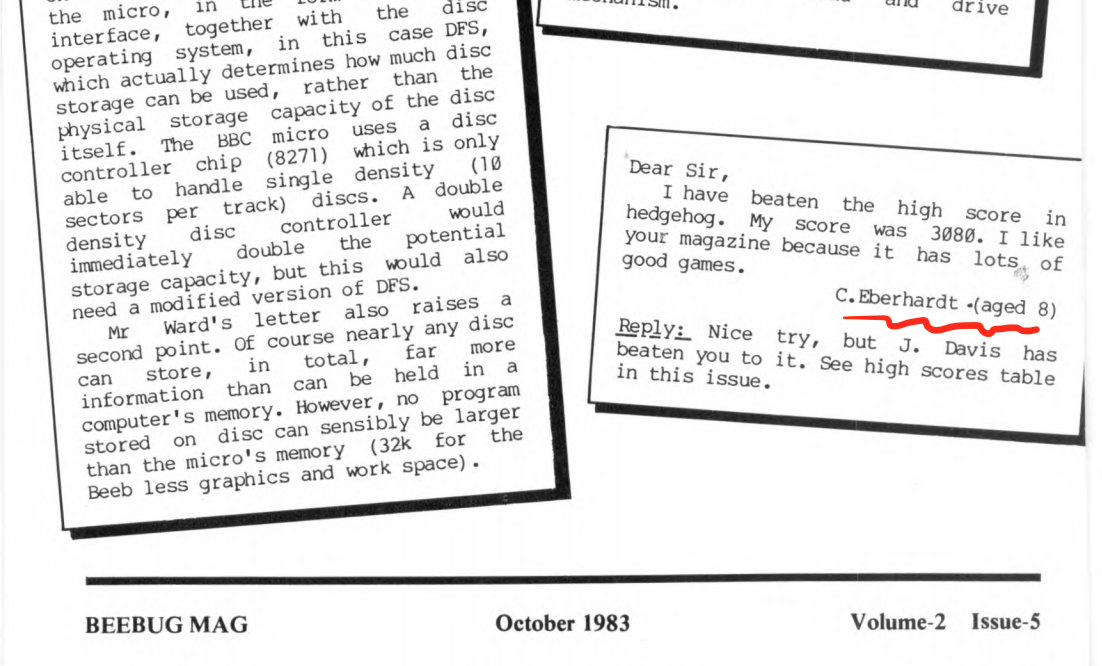 the micro, in the
interface, together with the disc
operating system, in this case DFS,
which actually determines how much disc
storage can be used, rather than the
physical storage capacity of the disc
itself. The BBC micro uses a disc
controller chip (8271) which is only
able to handle single density (10
sectors per track) discs. A double
density disc controller would
immediately double the potential
storage capacity, but this would also
need a modified version of DFS.
Mr Ward's letter also raises a
second point. Of course nearly any disc
can store, in total, far more
information than can be held in a
computer's memory. However, no program
stored on disc can sensibly be larger
than the micro's memory (32k for the
Beeb less graphics and work space).
and drive
mechanism.
Dear Sir,
I have beaten the high score in
hedgehog. My score was 3080. I like
your magazine because it has lots of
good games.
C.Eberhardt (aged 8)
Reply: Nice try, but J. Davis has
beaten you to it. See high scores table
in this issue.
BEEBUG MAG October 1983 Volume-2 Issue-5